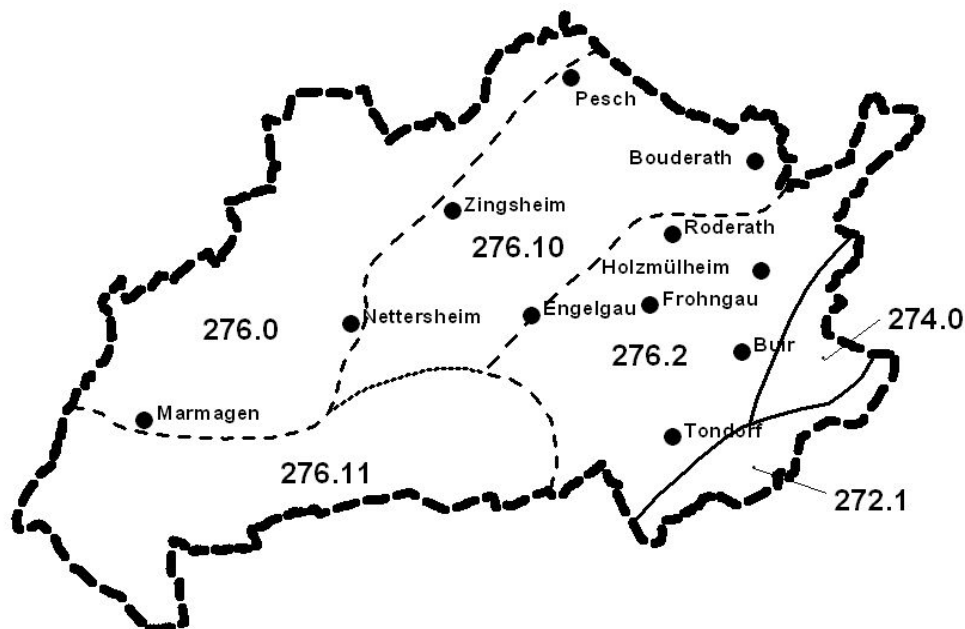 Pesch
Bouderath
Zingsheim
Roderath
276.10
Holzmülheim
Frohngau
Engelgau
Nettersheim
276.0
274.0
276.2
Buir
Marmagen
Tondorf
276.11
272.1